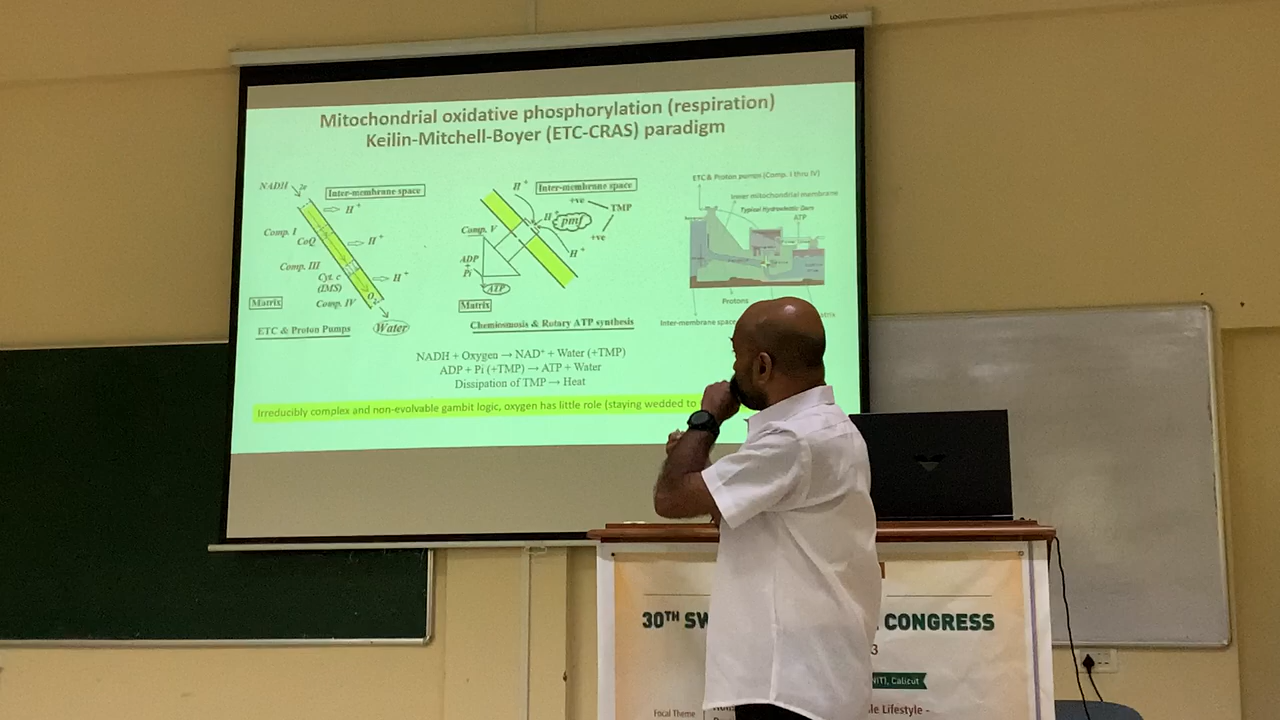 LOGIC
Mitochondrial oxidative phosphorylation (respiration)
Keilin-Mitchell-Boyer (ETC-CRAS) paradigm
NADH
2e
Inter-membrane space
H+
Comp. I
CoQ
H+
Comp. III
Cyt. c
(IMS)
H+
Matrix
Comp. IV
O2
Water
ETC & Proton Pumps
H+
Inter-membrane space
+ve
TMP
H+
pmf
Comp. V
+ve
ADP
+
Pi
H+
ATP
Matrix
Chemiosmosis & Rotary ATP synthesis
ETC & Proton pumps (Comp. I thru IV)
Inner mitochondrial membrane
Typical Hydroelectric Dam
ATP
Protons
Inter-membrane space
NADH + Oxygen → NAD+ + Water (+TMP)
ADP + Pi (+TMP) → ATP + Water
Dissipation of TMP → Heat
Irreducibly complex and non-evolvable gambit logic, oxygen has little role (staying wedded to
30TH CONGRESS
3
Calicut
Focal Theme
Lifestyle -